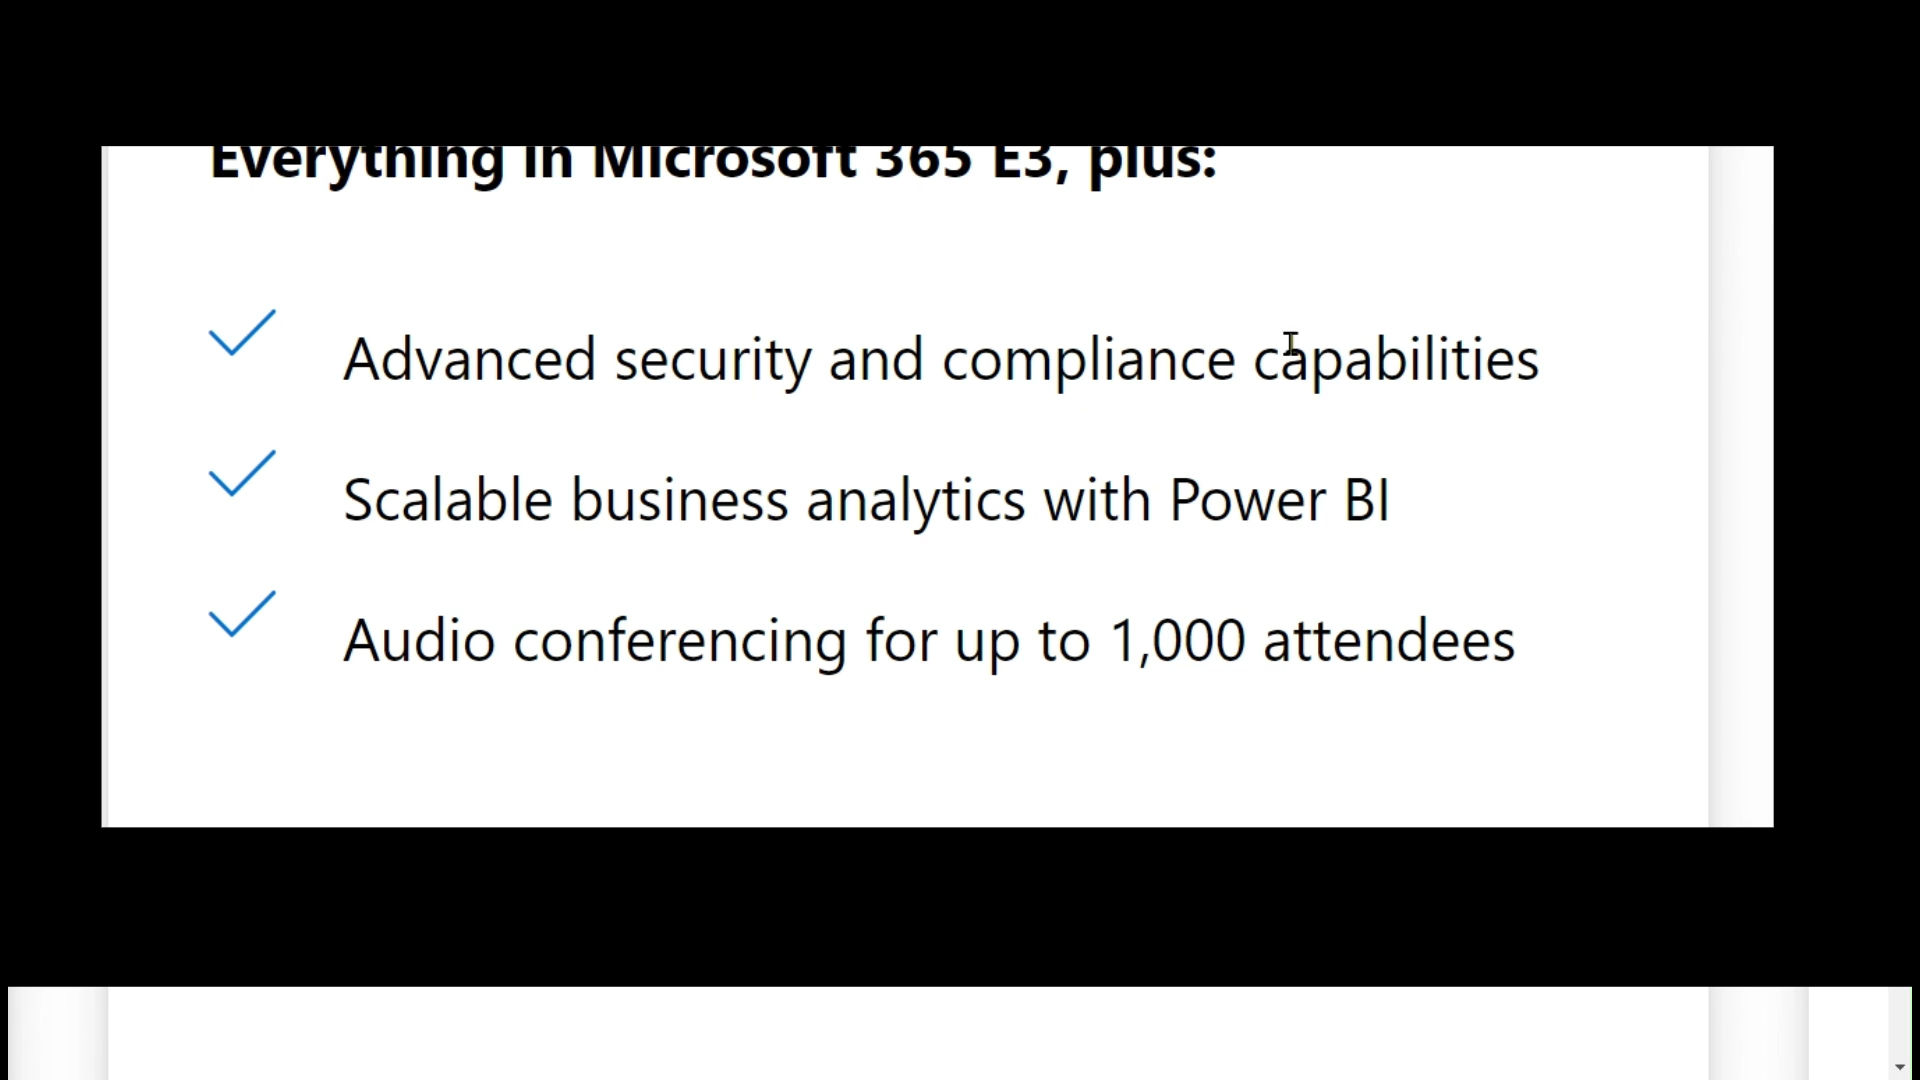 Everything in Microsoft 365 E3, plus:
Advanced security and compliance capabilities
Scalable business analytics with Power BI
Audio conferencing for up to 1,000 attendees